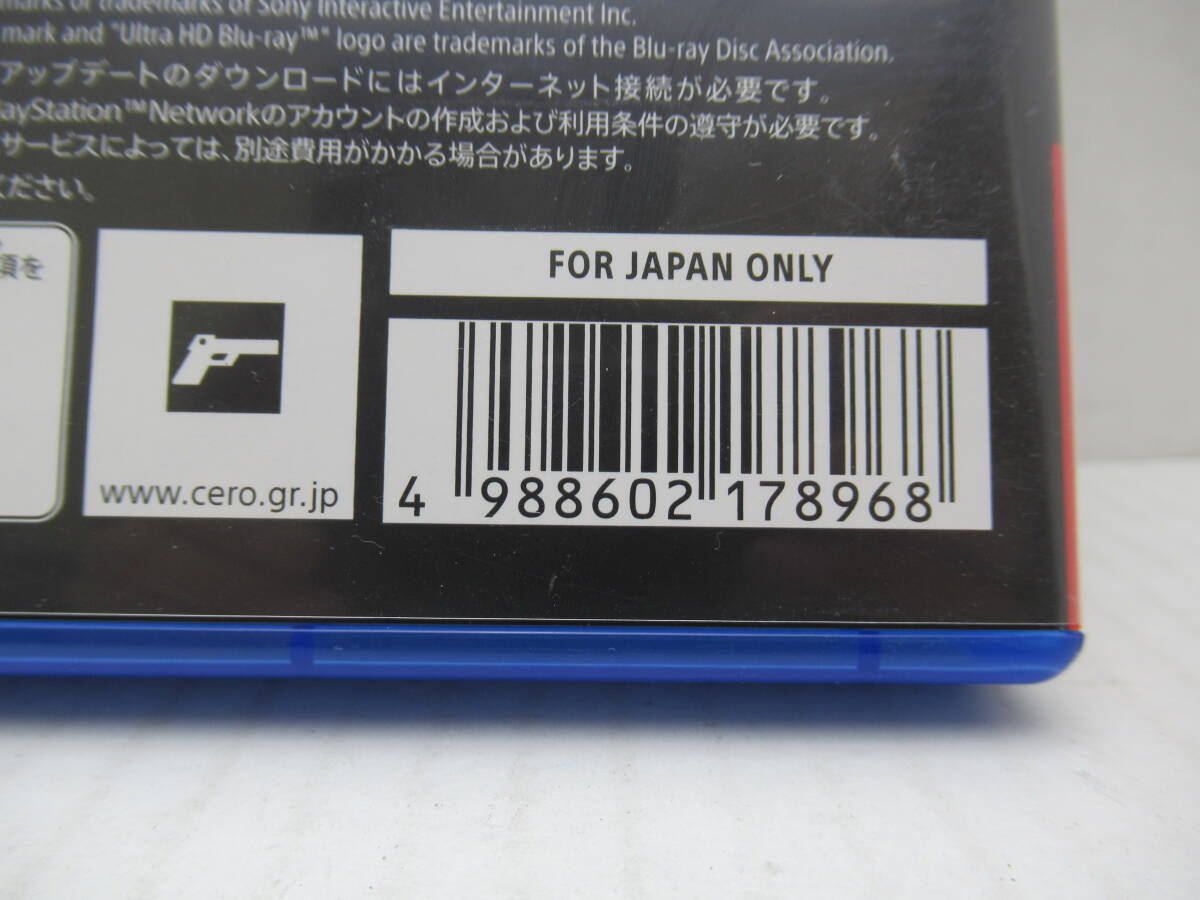 of trademarks of Sony Interactive Entertainment Inc.
mark and "Ultra HD Blu-ray™" logo are trademarks of the Blu-ray Disc Association.
アップデートのダウンロードにはインターネット接続が必要です。
layStation™Networkのアカウントの作成および利用条件の遵守が必要です。
サービスによっては、別途費用がかかる場合があります。
ください。
項を
FOR JAPAN ONLY
www.cero.gr.jp
4 988602 178968